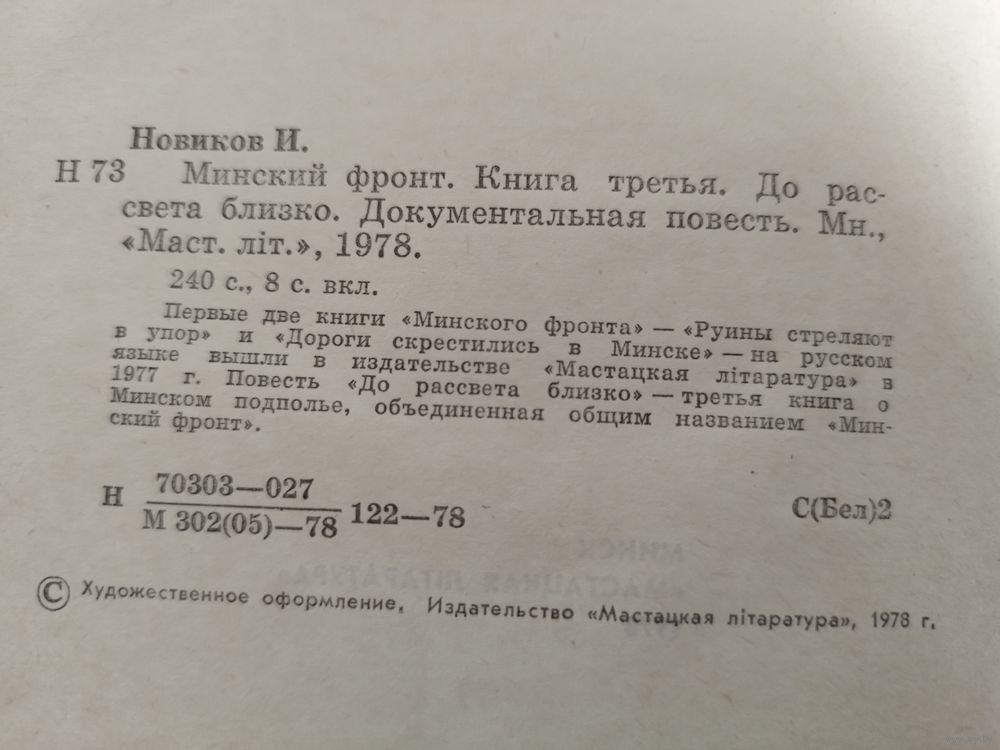 Новиков И.
Н 73 Минский фронт. Книга третья. До рас-
света близко. Документальная повесть. Мн.,
«Маст. літ.», 1978.
240 с., 8 с. вкл.
Первые две книги «Минского фронта» — «Руины стреляют
в упор» и «Дороги скрестились в Минске» — на русском
языке вышли в издательстве «Мастацкая літаратура» в
1977 г. Повесть «До рассвета близко» — третья книга о
Минском подполье, объединенная общим названием «Мин-
ский фронт».
70303—027
Н 122—78 С(Бел)2
М 302(05)—78
© Художественное оформление, Издательство «Мастацкая літаратура», 1978 г.